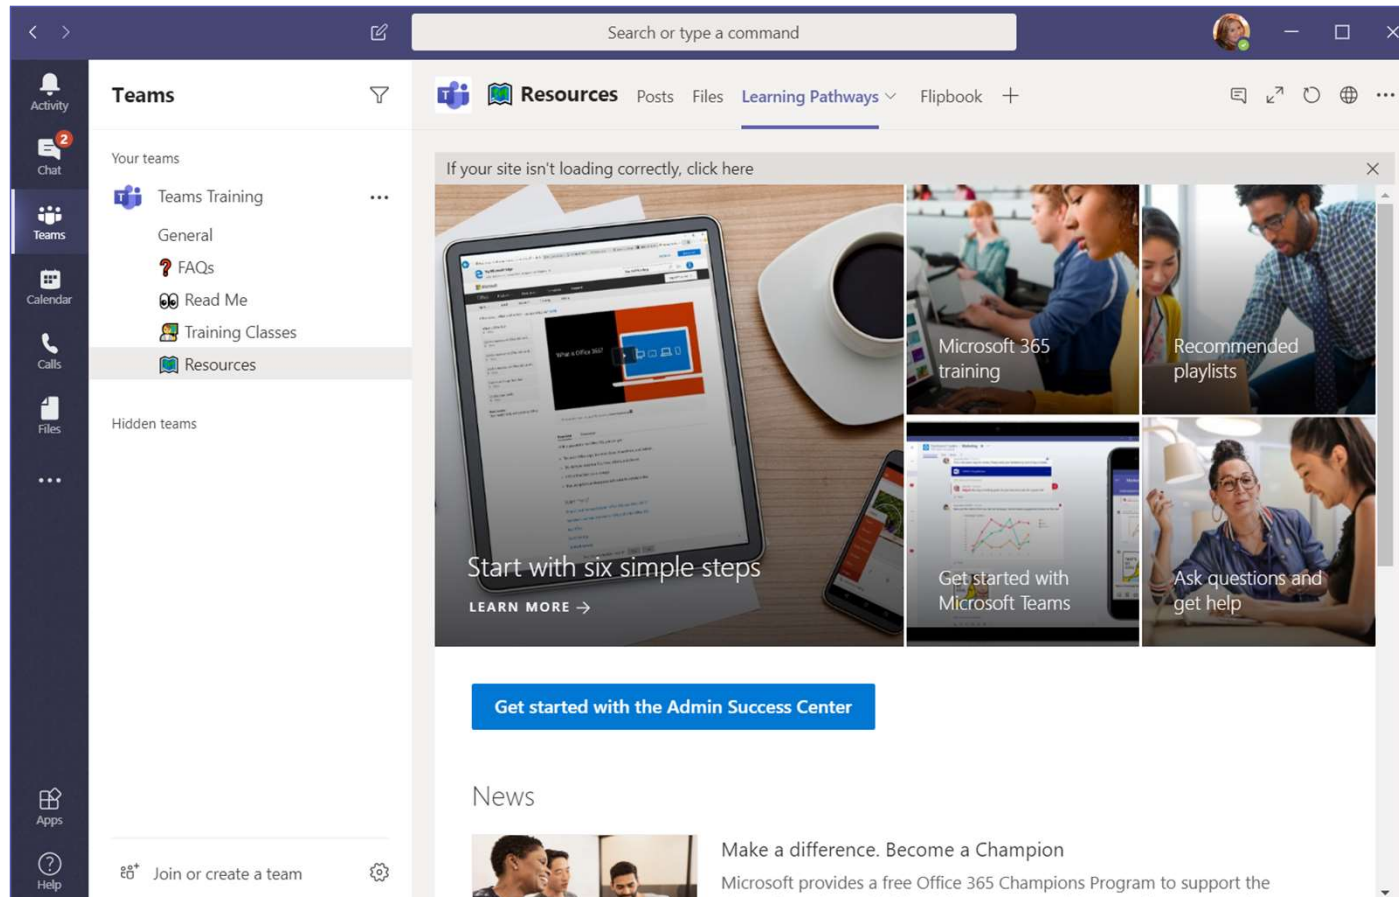 Search or type a command
Activity
2
Chat
Teams
Calendar
Calls
Files
Apps
Help
Teams
Your teams
Teams Training
General
FAQs
Read Me
Training Classes
Resources
Hidden teams
Join or create a team
Resources Posts Files Learning Pathways Flipbook
If your site isn't loading correctly, click here
What is Office 365?
Start with six simple steps
LEARN MORE →
Microsoft 365
training
Recommended
playlists
Get started with
Microsoft Teams
Ask questions and
get help
Get started with the Admin Success Center
News
Make a difference. Become a Champion
Microsoft provides a free Office 365 Champions Program to support the